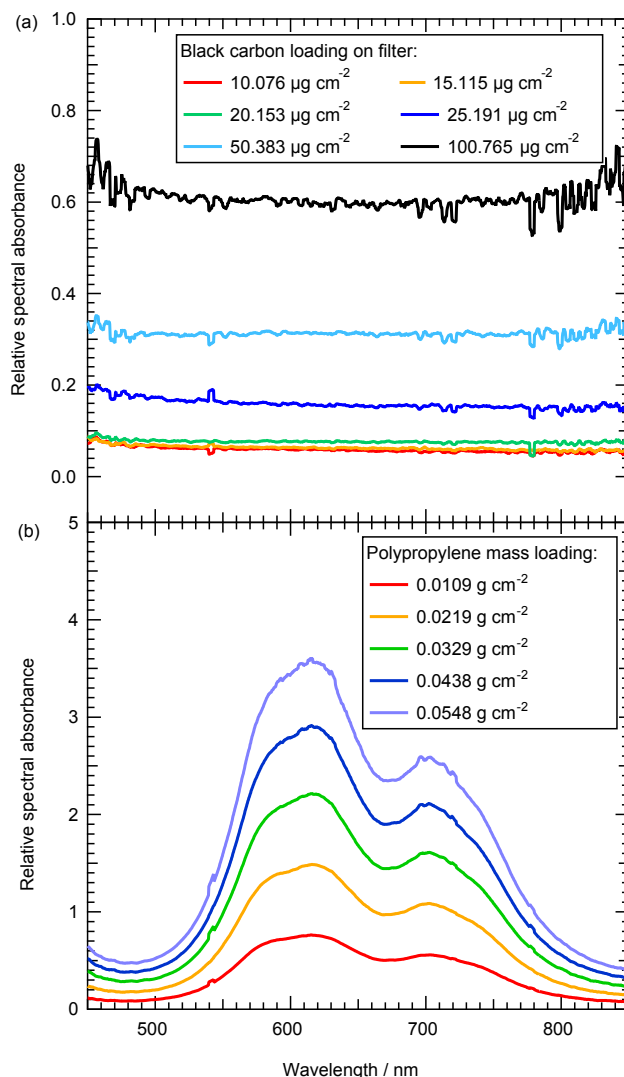 (a)
1.0
0.8
0.6
0.4
0.2
0.0
Relative spectral absorbance
Black carbon loading on filter:
10.076 µg cm⁻² 15.115 µg cm⁻²
20.153 µg cm⁻² 25.191 µg cm⁻²
50.383 µg cm⁻² 100.765 µg cm⁻²
(b)
5
4
3
2
1
0
Relative spectral absorbance
Polypropylene mass loading:
0.0109 g cm⁻²
0.0219 g cm⁻²
0.0329 g cm⁻²
0.0438 g cm⁻²
0.0548 g cm⁻²
500 600 700 800
Wavelength / nm